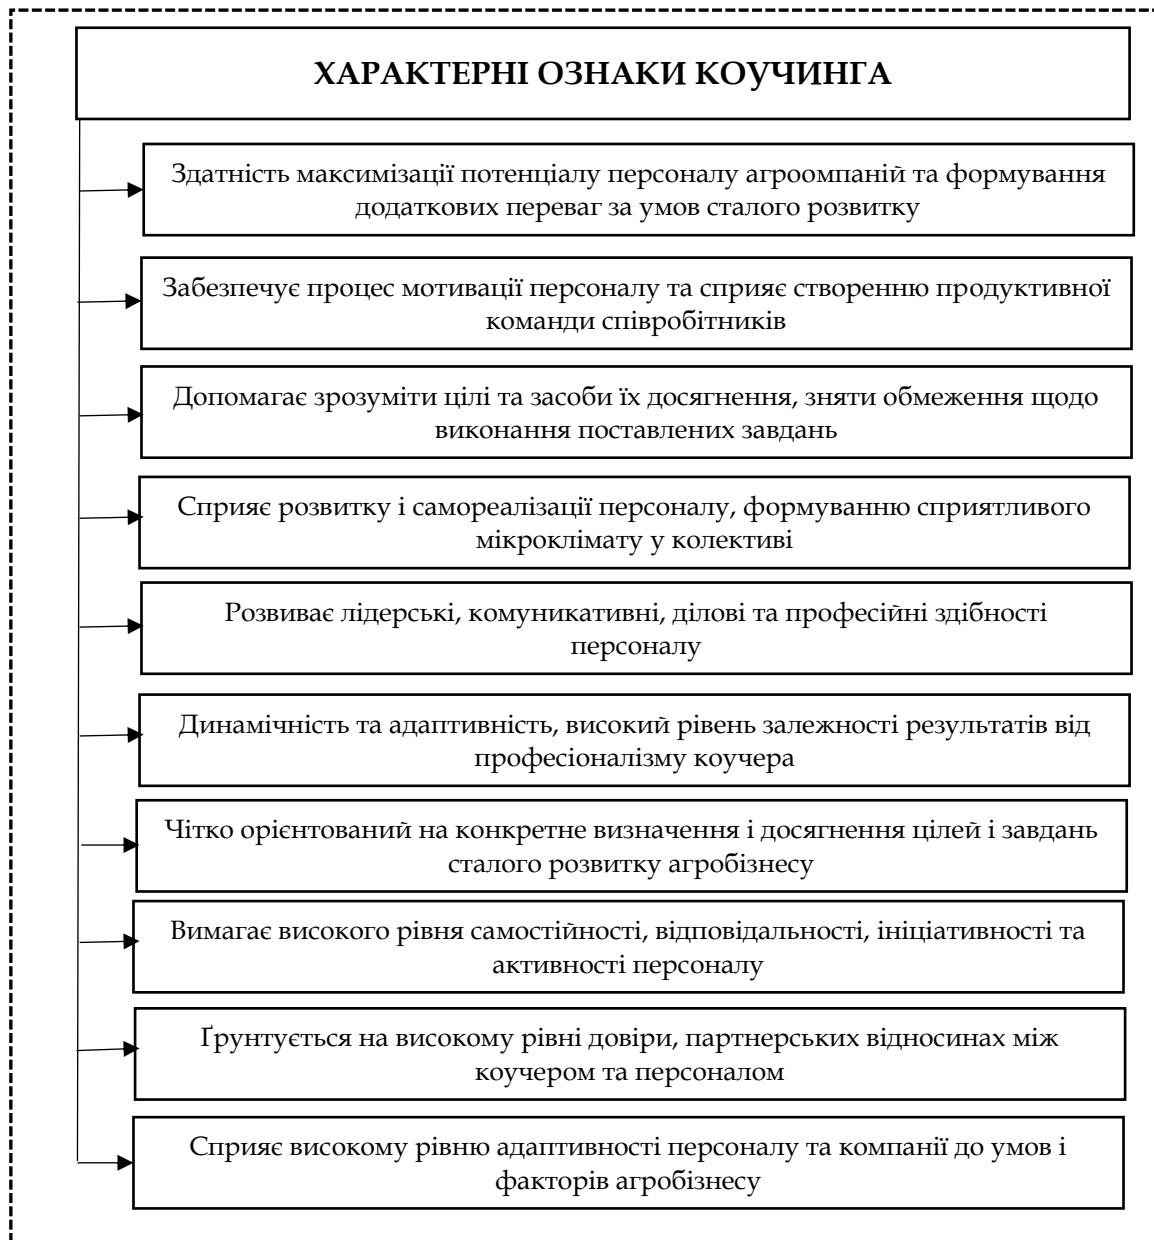 ХАРАКТЕРНІ ОЗНАКИ КОУЧИНГА
Здатність максимізації потенціалу персоналу агроомпаній та формування
додаткових переваг за умов сталого розвитку
Забезпечує процес мотивації персоналу та сприяє створенню продуктивної
команди співробітників
Допомагає зрозуміти цілі та засоби їх досягнення, зняти обмеження щодо
виконання поставлених завдань
Сприяє розвитку і самореалізації персоналу, формуванню сприятливого
мікроклімату у колективі
Розвиває лідерські, комуникативні, ділові та професійні здібності
персоналу
Динамічність та адаптивність, високий рівень залежності результатів від
професіоналізму коучера
Чітко орієнтований на конкретне визначення і досягнення цілей і завдань
сталого розвитку агробізнесу
Вимагає високого рівня самостійності, відповідальності, ініціативності та
активності персоналу
Ґрунтується на високому рівні довіри, партнерських відносинах між
коучером та персоналом
Сприяє високому рівню адаптивності персоналу та компанії до умов і
факторів агробізнесу